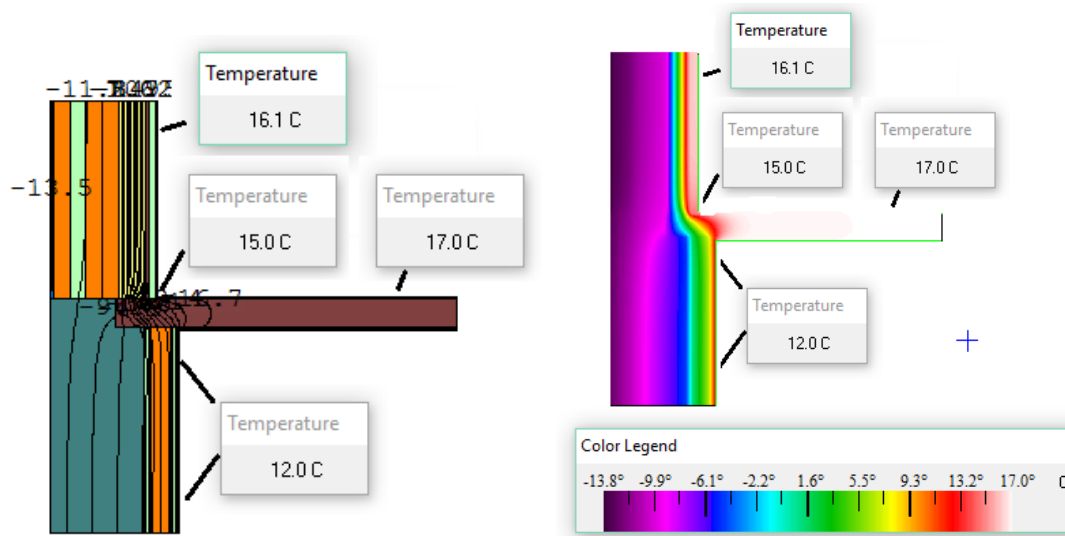 Temperature
16.1 C
-13.5
Temperature
15.0 C
Temperature
17.0 C
Temperature
12.0 C
Temperature
16.1 C
Temperature
15.0 C
Temperature
17.0 C
Temperature
12.0 C
Color Legend
-13.8° -9.9° -6.1° -2.2° 1.6° 5.5° 9.3° 13.2° 17.0°